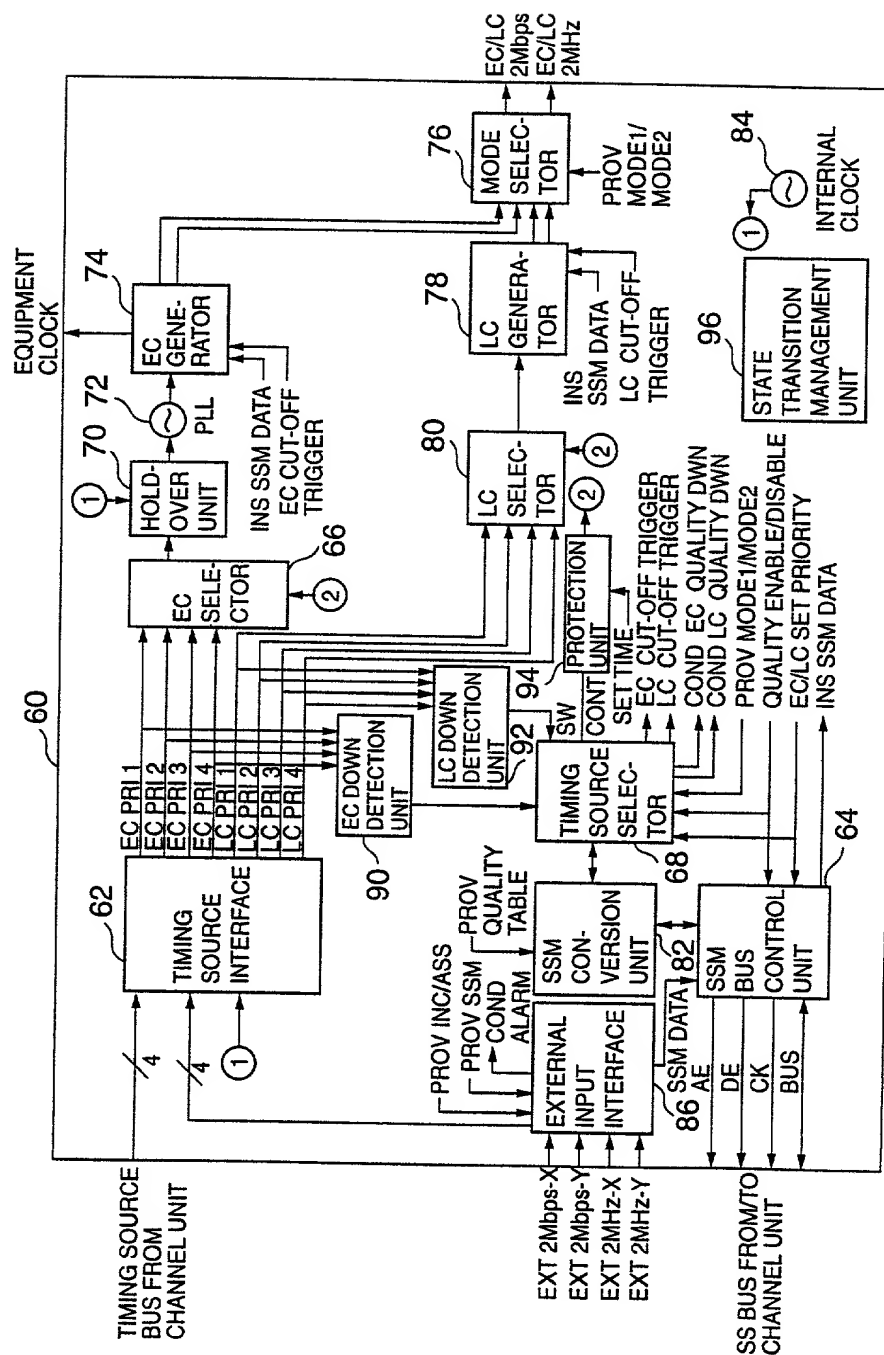 60
EQUIPMENT
CLOCK
TIMING SOURCE
BUS FROM
CHANNEL UNIT
4
4
1
62
TIMING
SOURCE
INTERFACE
EC PRI 1
EC PRI 2
EC PRI 3
EC PRI 4
LC PRI 1
LC PRI 2
LC PRI 3
LC PRI 4
EC
SELE-
CTOR
66
2
1
70
HOLD-
OVER
UNIT
72
PLL
74
EC
GENE-
RATOR
INS SSM DATA
EC CUT-OFF
TRIGGER
76
MODE
SELEC-
TOR
EC/LC
2Mbps
EC/LC
2MHz
PROV
MODE1/
MODE2
78
LC
GENERA-
TOR
INS
SSM DATA
LC CUT-OFF
TRIGGER
80
LC
SELEC-
TOR
2
EC DOWN
DETECTION
UNIT
90
LC DOWN
DETECTION
UNIT
92
SW
CONT
94
PROTECTION
UNIT
2
SET TIME
TIMING
SOURCE
SELEC-
TOR
68
EC CUT-OFF TRIGGER
LC CUT-OFF TRIGGER
COND EC QUALITY DWN
COND LC QUALITY DWN
PROV MODE1/MODE2
QUALITY ENABLE/DISABLE
EC/LC SET PRIORITY
INS SSM DATA
84
1
INTERNAL
CLOCK
96
STATE
TRANSITION
MANAGEMENT
UNIT
PROV INC/ASS
PROV SSM
COND
ALARM
PROV
QUALITY
TABLE
EXTERNAL
INPUT
INTERFACE
86
SSM DATA
SSM
CON-
VERSION
UNIT
82
SSM
BUS
CONTROL
UNIT
64
EXT 2Mbps-X
EXT 2Mbps-Y
EXT 2MHz-X
EXT 2MHz-Y
AE
DE
CK
BUS
SS BUS FROM/TO
CHANNEL UNIT